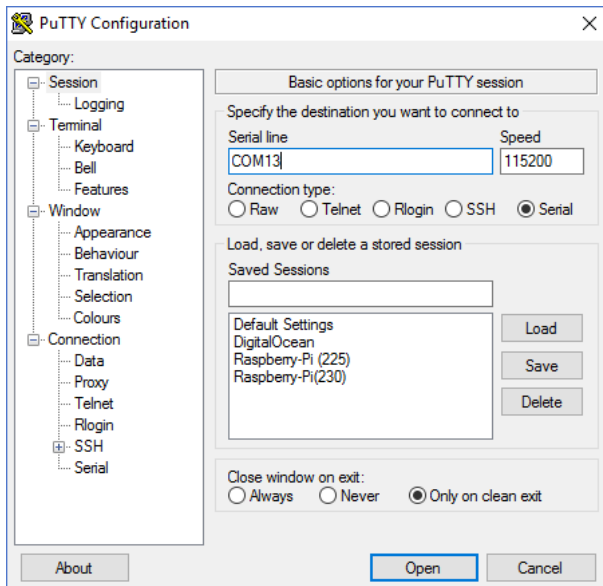 PuTTY Configuration
Category:
Session
Logging
Terminal
Keyboard
Bell
Features
Window
Appearance
Behaviour
Translation
Selection
Colours
Connection
Data
Proxy
Telnet
Rlogin
SSH
Serial
Basic options for your PuTTY session
Specify the destination you want to connect to
Serial line Speed
COM13 115200
Connection type:
Raw Telnet Rlogin SSH Serial
Load, save or delete a stored session
Saved Sessions
Default Settings
DigitalOcean
Raspberry-Pi (225)
Raspberry-Pi(230)
Load
Save
Delete
Close window on exit:
Always Never Only on clean exit
About Open Cancel